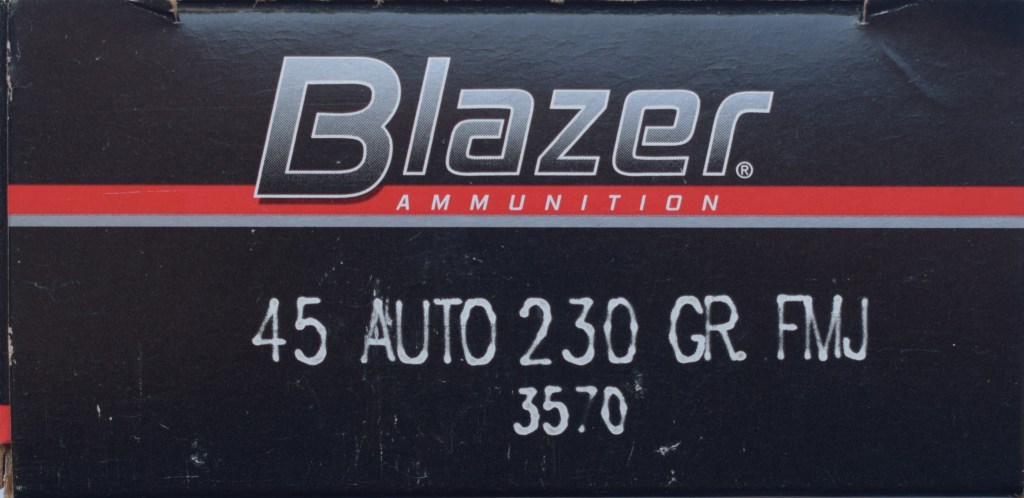 Blazer®
AMMUNITION
45 AUTO 230 GR FMJ
3570